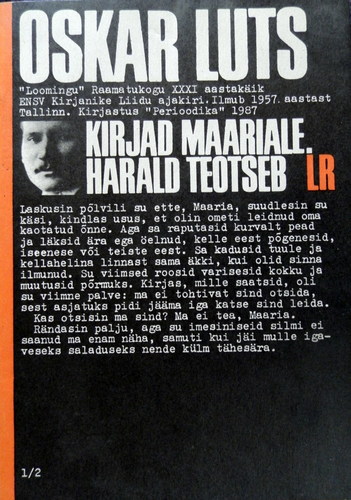 OSKAR LUTS
"Loomingu" Raamatukogu XXXI aastakäik
ENSV Kirjanike Liidu ajakiri. Ilmub 1957. aastast
Tallinn. Kirjastus "Perioodika" 1987
KIRJAD MAARIALE.
HARALD TEOTSEB LR
Laskusin põlvili su ette, Maaria, suudlesin su
käsi, kindlas usus, et olin ometi leidnud oma
kaotatud õnne. Aga sa raputasid kurvalt pead
ja läksid ära ega öelnud, kelle eest põgenesid,
iseenese või teiste eest. Sa kadusid tuule ja
kellahelina linnast sama äkki, kui olid sinna
ilmunud. Su viimsed roosid varisesid kokku ja
muutusid põrmuks. Kirjas, mille saatsid, oli
su viimne palve: ma ei tohtivat sind otsida,
sest asjatuks pidi jääma iga katse sind leida.
Kas otsisin ma sind? Ma ei tea, Maaria.
Rändasin palju, aga su imesiniseid silmi ei
saanud ma enam näha, samuti kui jäi mulle iga-
veseks saladuseks nende külm tähesära.
1/2